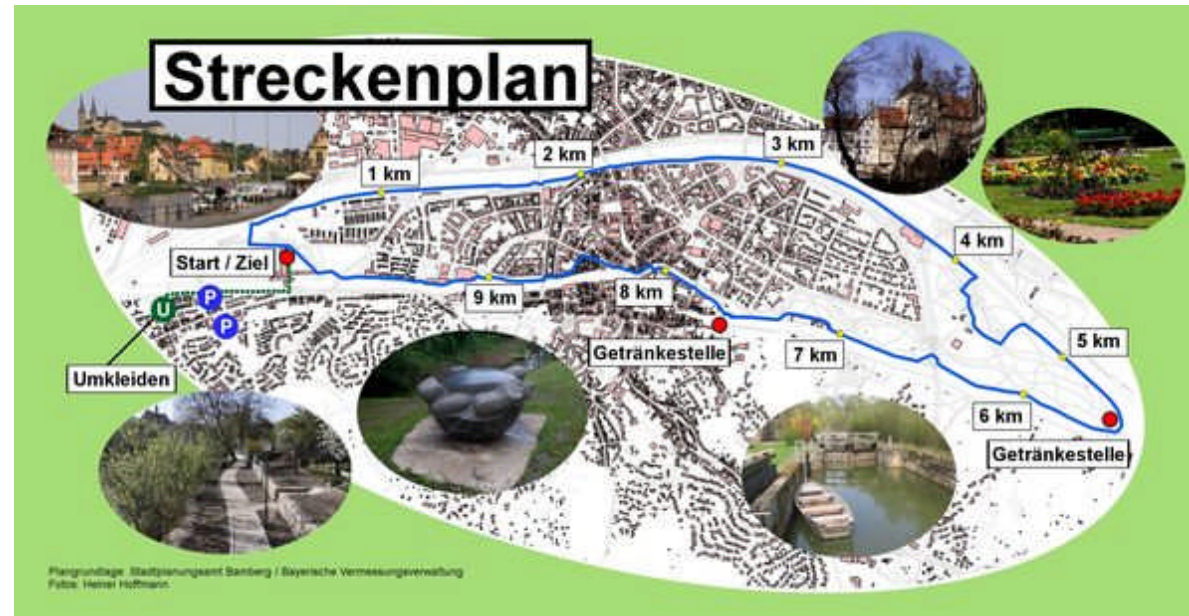 Streckenplan
1 km
2 km
3 km
4 km
Start / Ziel
9 km
8 km
7 km
5 km
6 km
U
P
P
Umkleiden
Getränkestelle
Getränkestelle
Plangrundlage: Stadtplanungsamt Bamberg / Bayerische Vermessungsverwaltung
Fotos: Heiner Hoffmann